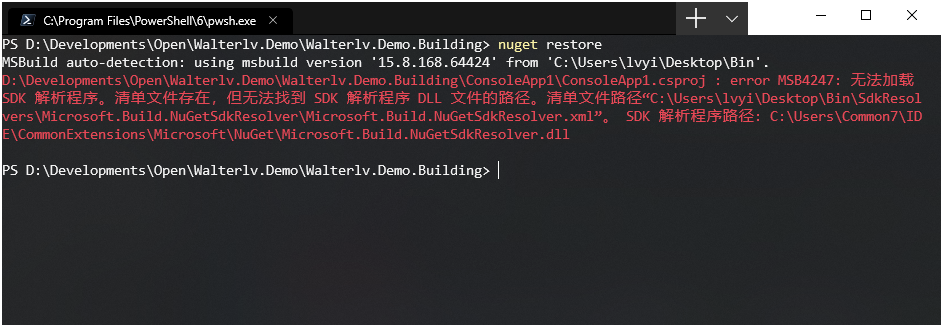 C:\Program Files\PowerShell\6\pwsh.exe
PS D:\Developments\Open\Walterlv.Demo\Walterlv.Demo.Building> nuget restore
MSBuild auto-detection: using msbuild version '15.8.168.64424' from 'C:\Users\lvyi\Desktop\Bin'.
D:\Developments\Open\Walterlv.Demo\Walterlv.Demo.Building\ConsoleApp1\ConsoleApp1.csproj : error MSB4247: 无法加载
SDK 解析程序。清单文件存在，但无法找到 SDK 解析程序 DLL 文件的路径。清单文件路径“C:\Users\lvyi\Desktop\Bin\SdkResol
vers\Microsoft.Build.NuGetSdkResolver\Microsoft.Build.NuGetSdkResolver.xml”。 SDK 解析程序路径: C:\Users\Common7\ID
E\CommonExtensions\Microsoft\NuGet\Microsoft.Build.NuGetSdkResolver.dll
PS D:\Developments\Open\Walterlv.Demo\Walterlv.Demo.Building>